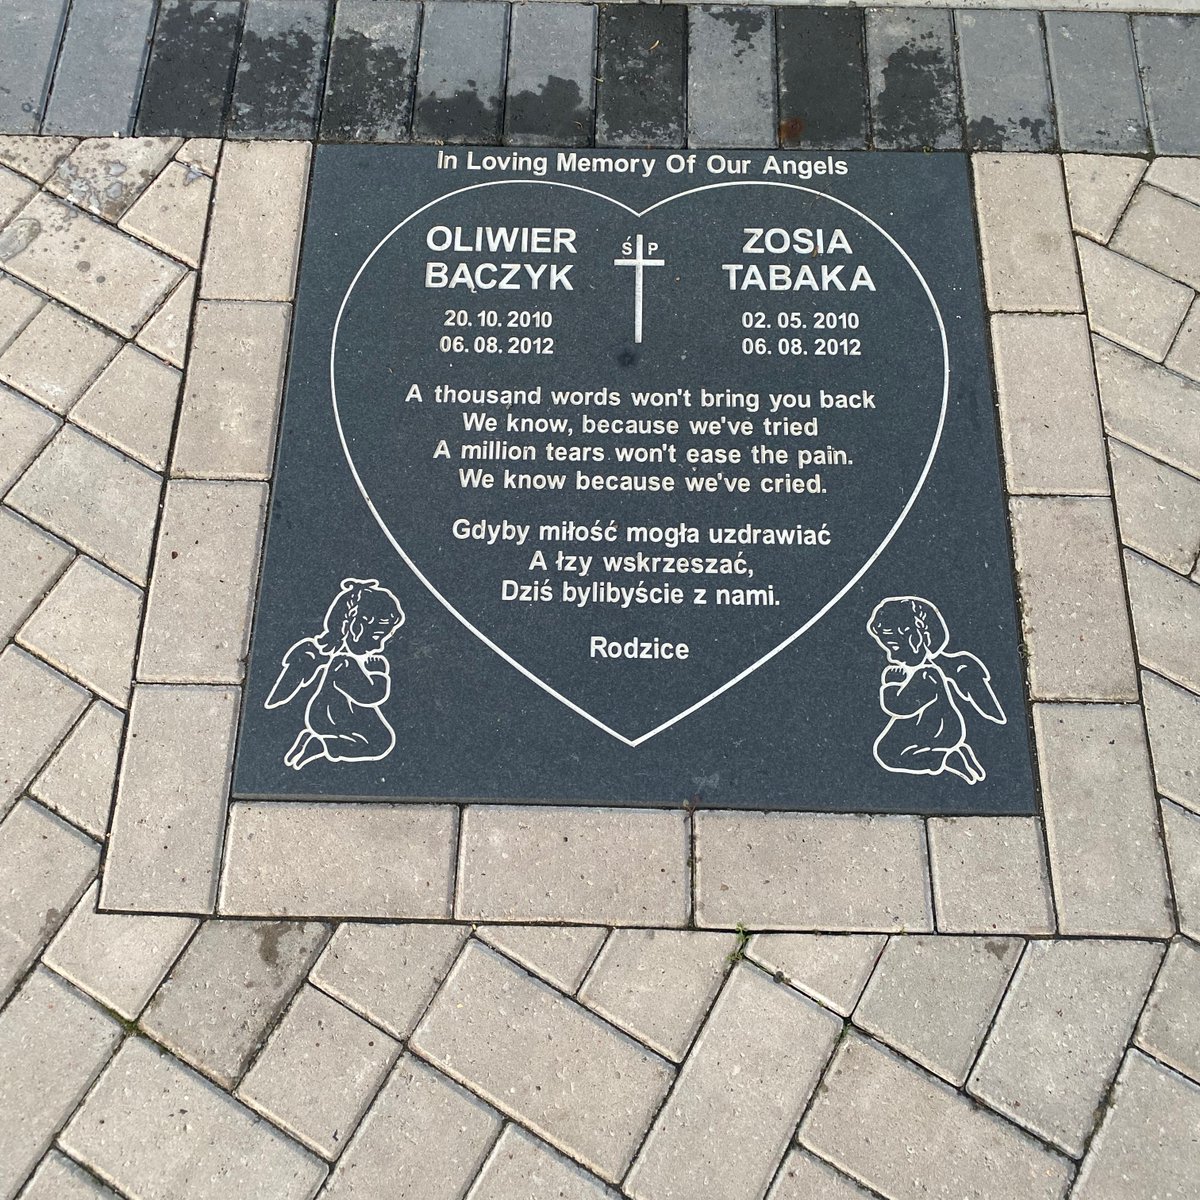 In Loving Memory Of Our Angels
OLIWIER
BĄCZYK
20. 10. 2010
06. 08. 2012
Ś P
ZOSIA
TABAKA
02. 05. 2010
06. 08. 2012
A thousand words won't bring you back
We know, because we've tried
A million tears won't ease the pain.
We know because we've cried.
Gdyby miłość mogła uzdrawiać
A łzy wskrzeszać,
Dziś bylibyście z nami.
Rodzice